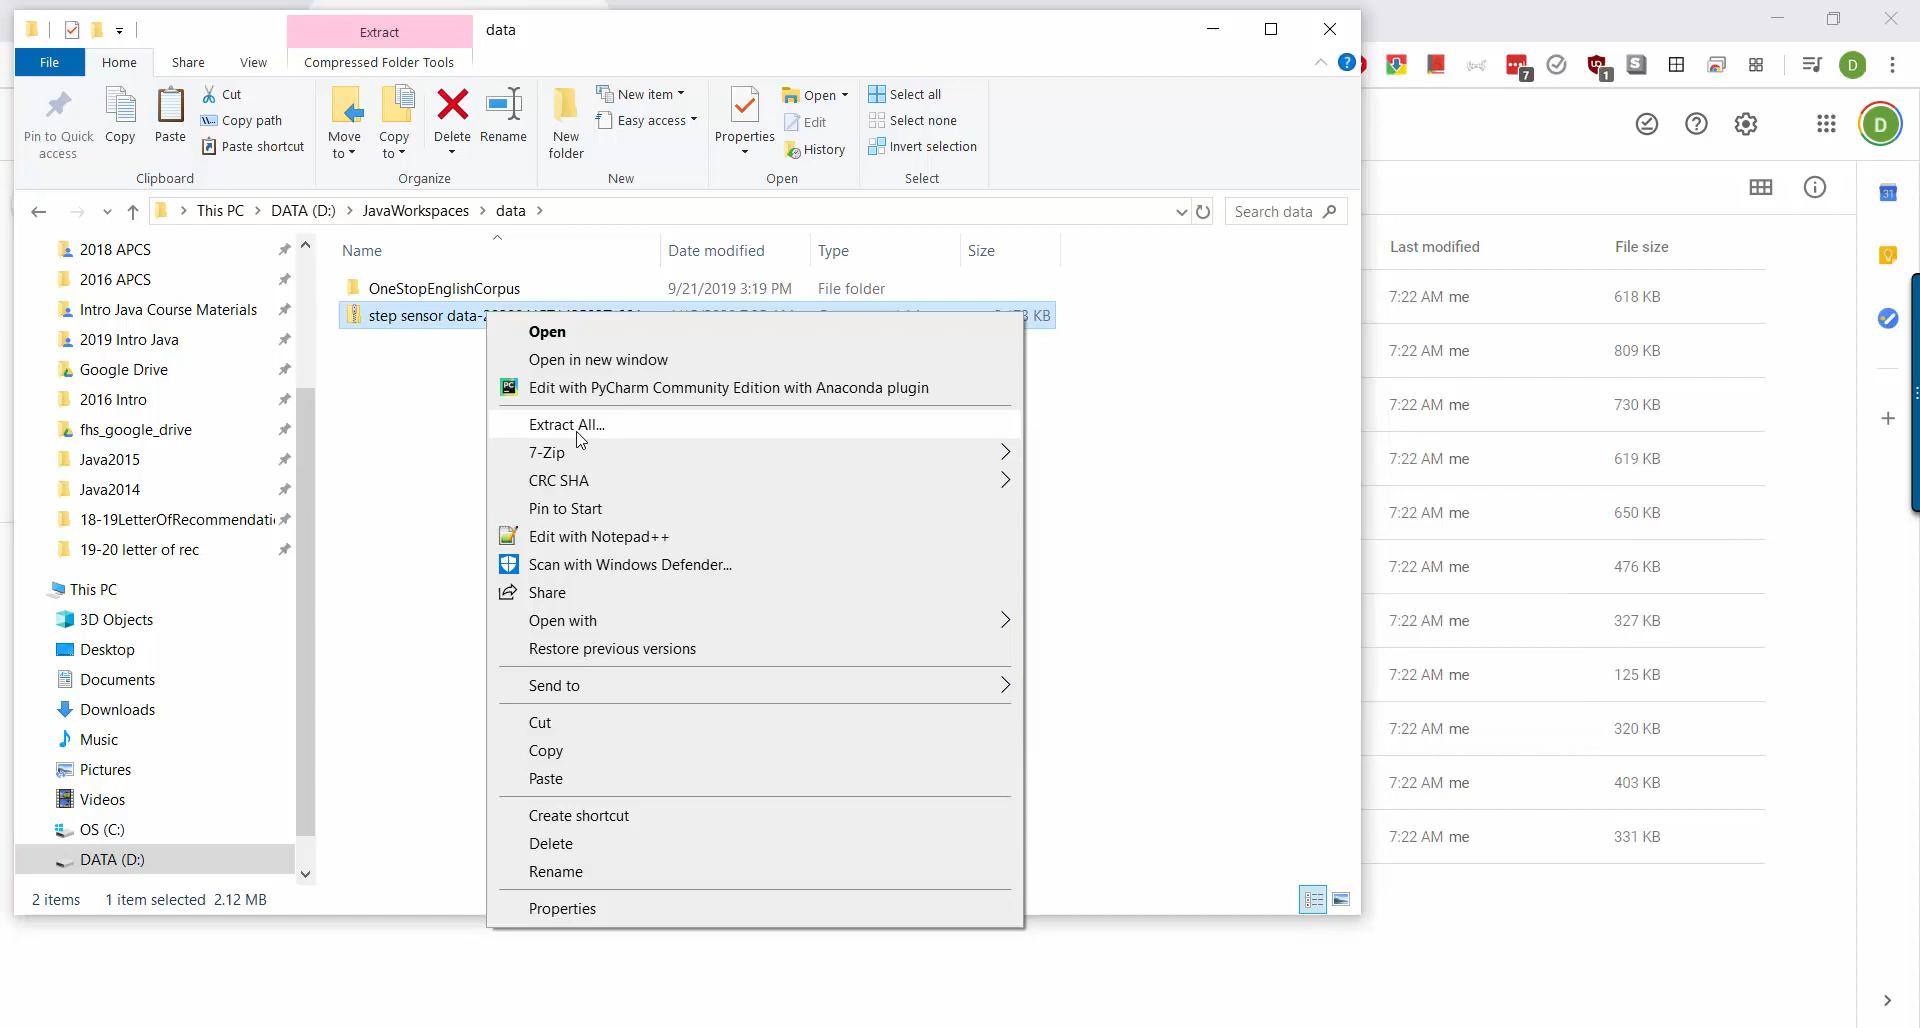 Extract
data
File
Home
Share
View
Compressed Folder Tools
Pin to Quick access
Copy
Paste
Cut
Copy path
Paste shortcut
Clipboard
Move to
Copy to
Delete
Rename
Organize
New folder
New item
Easy access
New
Properties
Open
Edit
History
Open
Select all
Select none
Invert selection
Select
7
1
S
D
This PC
DATA (D:)
JavaWorkspaces
data
Search data
D
31
2018 APCS
2016 APCS
Intro Java Course Materials
2019 Intro Java
Google Drive
2016 Intro
fhs_google_drive
Java2015
Java2014
18-19LetterOfRecommendati
19-20 letter of rec
This PC
3D Objects
Desktop
Documents
Downloads
Music
Pictures
Videos
OS (C:)
DATA (D:)
2 items 1 item selected 2.12 MB
Name Date modified Type Size
OneStopEnglishCorpus 9/21/2019 3:19 PM File folder
step sensor data- KB
Open
Open in new window
Edit with PyCharm Community Edition with Anaconda plugin
Extract All...
7-Zip
CRC SHA
Pin to Start
Edit with Notepad++
Scan with Windows Defender...
Share
Open with
Restore previous versions
Send to
Cut
Copy
Paste
Create shortcut
Delete
Rename
Properties
Last modified File size
7:22 AM me 618 KB
7:22 AM me 809 KB
7:22 AM me 730 KB
7:22 AM me 619 KB
7:22 AM me 650 KB
7:22 AM me 476 KB
7:22 AM me 327 KB
7:22 AM me 125 KB
7:22 AM me 320 KB
7:22 AM me 403 KB
7:22 AM me 331 KB